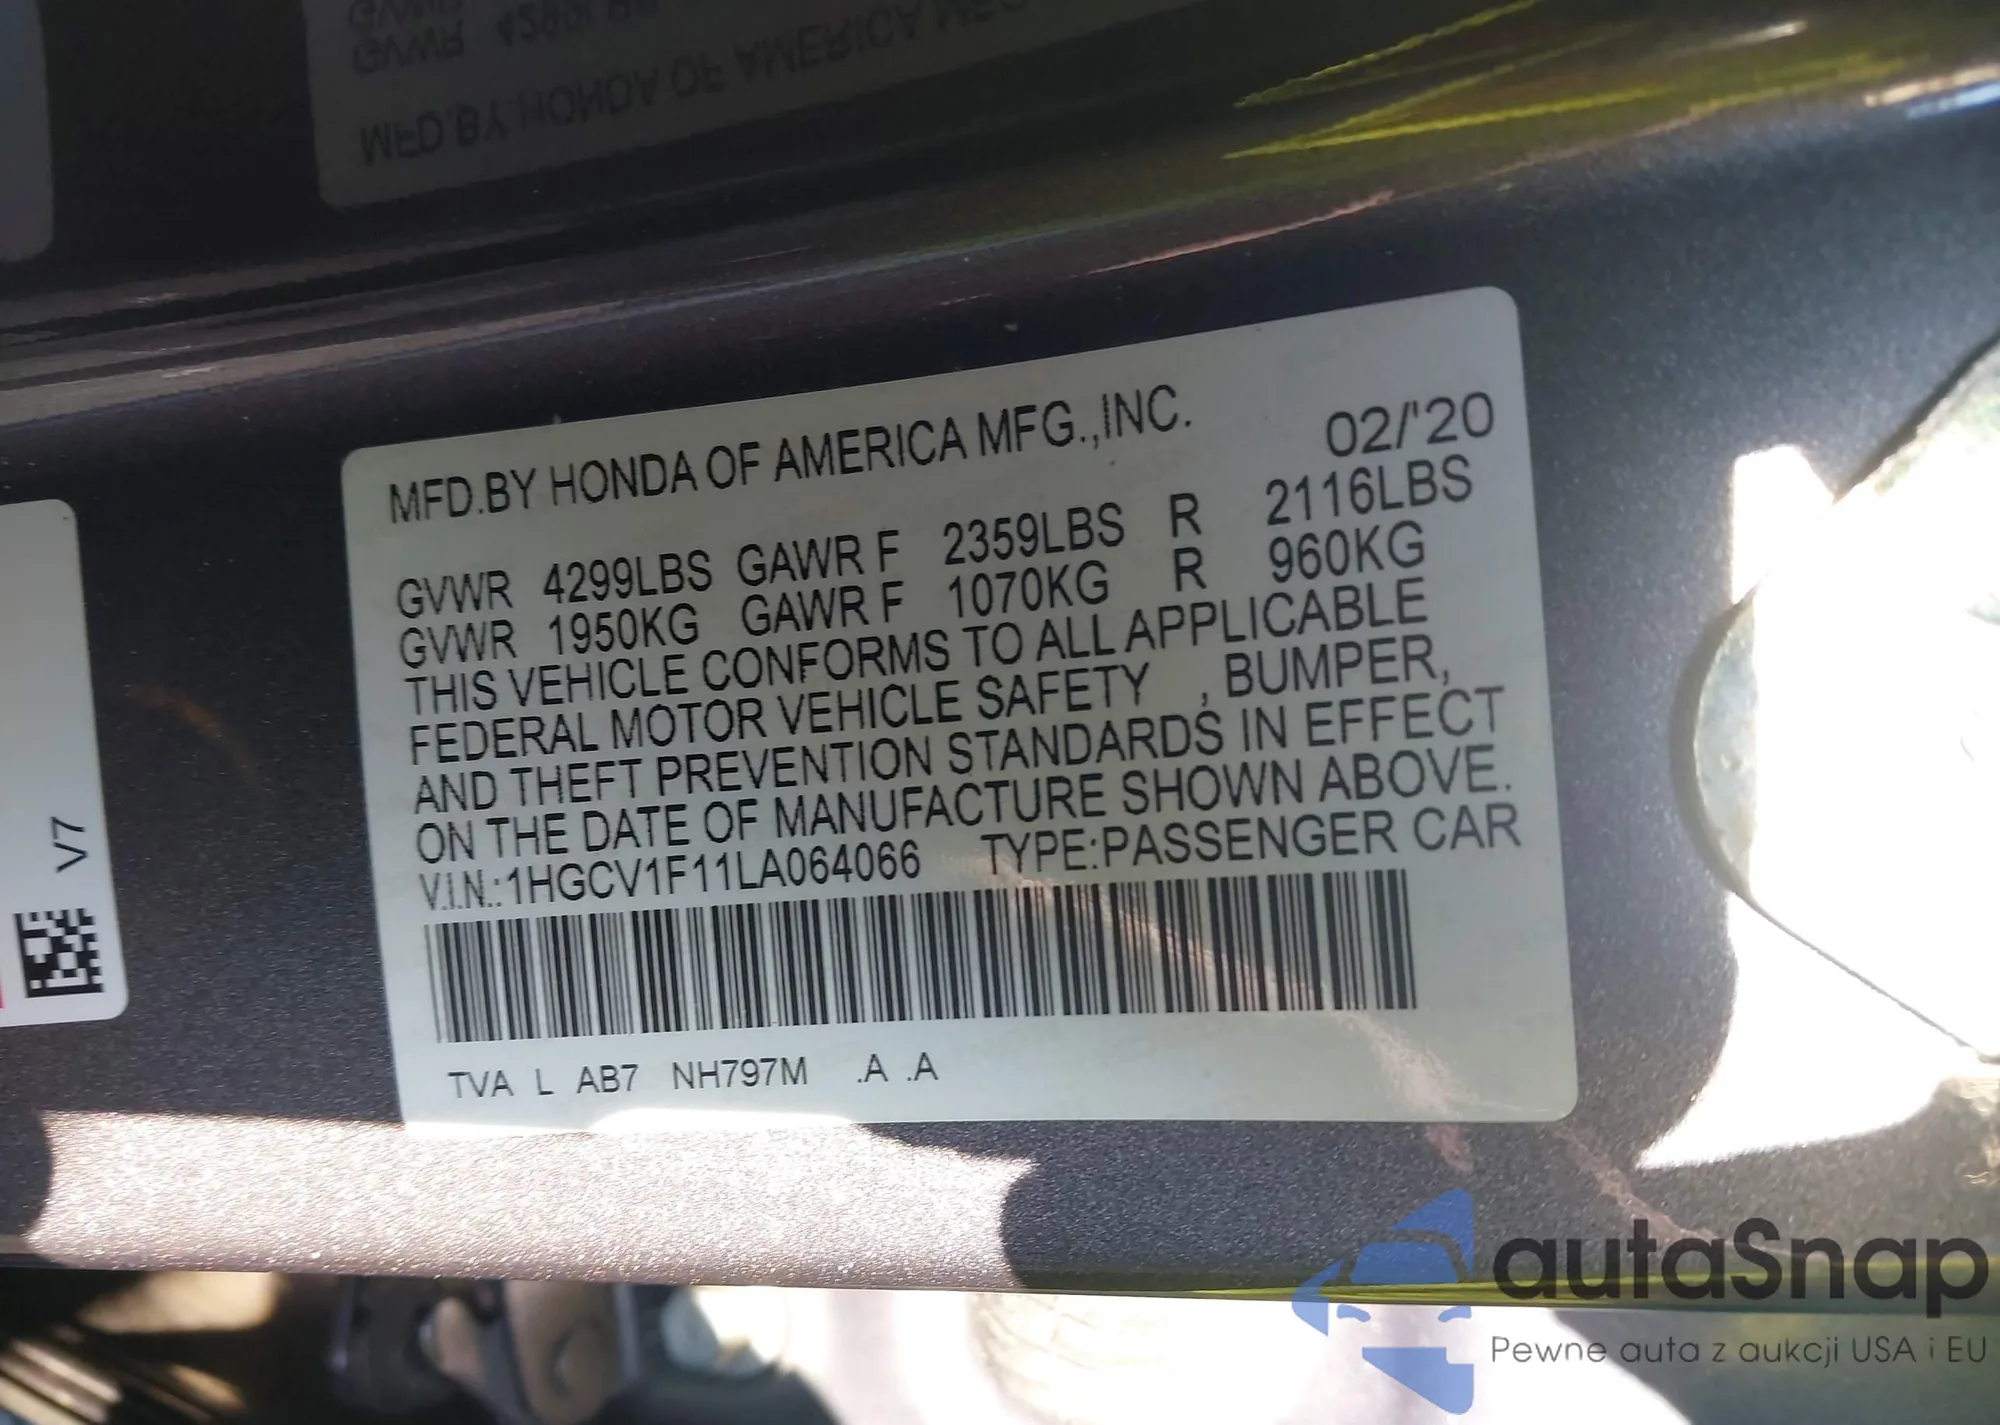 GVWR 4299LBS
MFD.BY HONDA OF AMERICA MFG
MFD.BY HONDA OF AMERICA MFG.,INC. 02/'20
GVWR 4299LBS GAWR F 2359LBS R 2116LBS
GVWR 1950KG GAWR F 1070KG R 960KG
THIS VEHICLE CONFORMS TO ALL APPLICABLE
FEDERAL MOTOR VEHICLE SAFETY , BUMPER,
AND THEFT PREVENTION STANDARDS IN EFFECT
ON THE DATE OF MANUFACTURE SHOWN ABOVE.
V.I.N.:1HGCV1F11LA064066 TYPE:PASSENGER CAR
TVA L AB7 NH797M .A .A
V7
autaSnap
Pewne auta z aukcji USA i EU